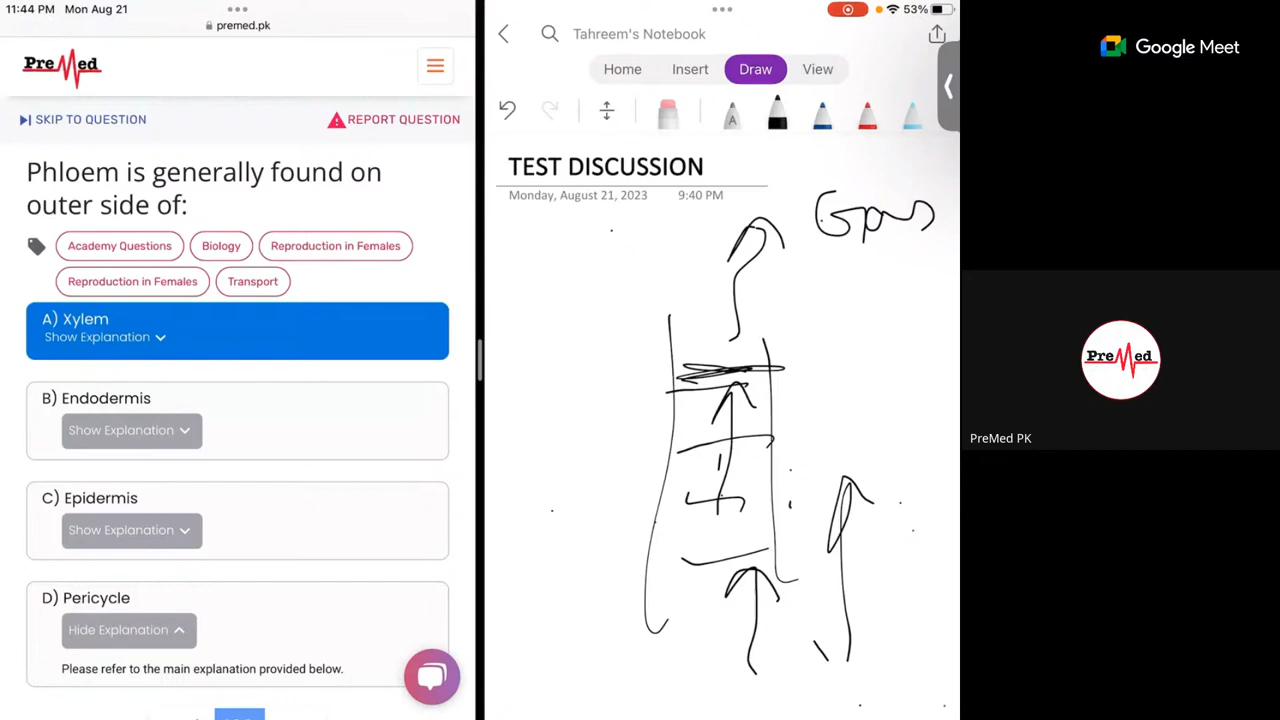 11:44 PM Mon Aug 21
premed.pk
PreMed
SKIP TO QUESTION
REPORT QUESTION
Phloem is generally found on
outer side of:
Academy Questions
Biology
Reproduction in Females
Reproduction in Females
Transport
A) Xylem
Show Explanation
B) Endodermis
Show Explanation
C) Epidermis
Show Explanation
D) Pericycle
Hide Explanation
Please refer to the main explanation provided below.
53%
Tahreem's Notebook
Home
Insert
Draw
View
A
TEST DISCUSSION
Monday, August 21, 2023
9:40 PM
Google Meet
PreMed
PreMed PK